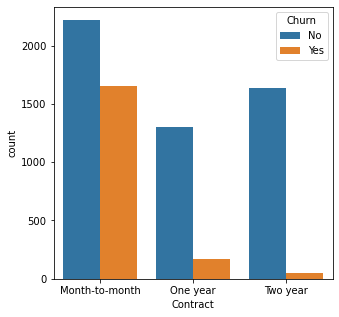 Churn
No
Yes
2000
1500
1000
500
0
count
Month-to-month One year Two year
Contract